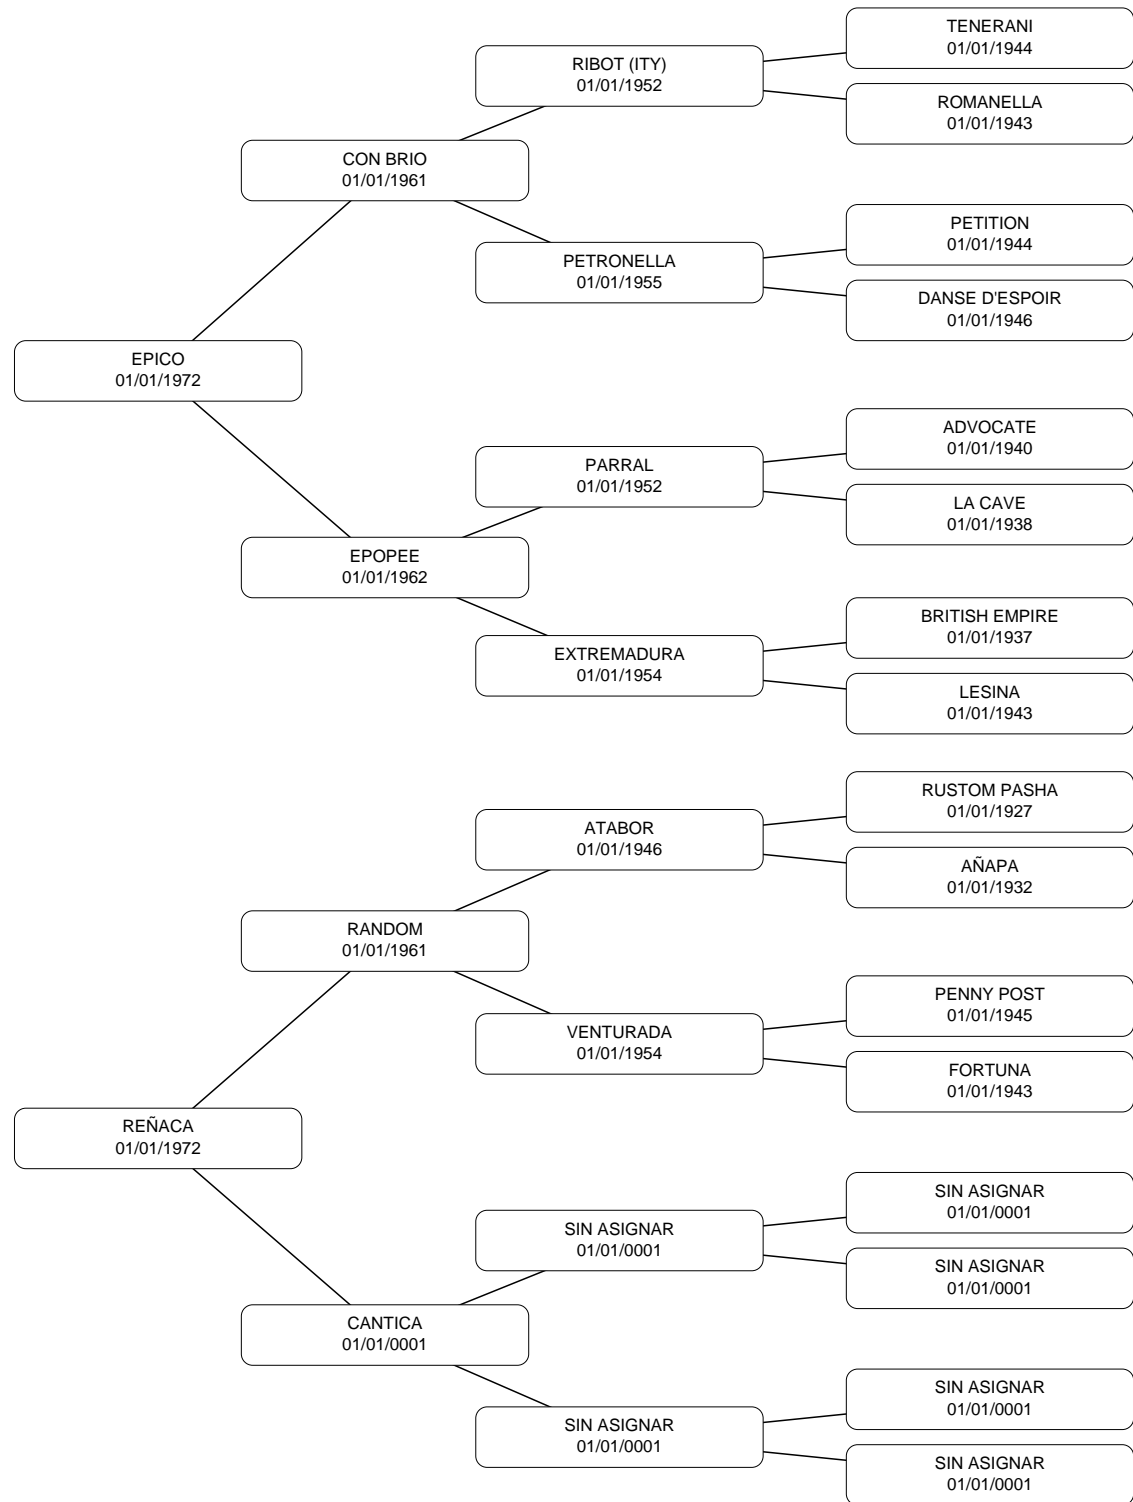 TENERANI
01/01/1944
RIBOT (ITY)
01/01/1952
ROMANELLA
01/01/1943
CON BRIO
01/01/1961
PETITION
01/01/1944
PETRONELLA
01/01/1955
DANSE D'ESPOIR
01/01/1946
EPICO
01/01/1972
ADVOCATE
01/01/1940
PARRAL
01/01/1952
LA CAVE
01/01/1938
EPOPEE
01/01/1962
BRITISH EMPIRE
01/01/1937
EXTREMADURA
01/01/1954
LESINA
01/01/1943
RUSTOM PASHA
01/01/1927
ATABOR
01/01/1946
AÑAPA
01/01/1932
RANDOM
01/01/1961
PENNY POST
01/01/1945
VENTURADA
01/01/1954
FORTUNA
01/01/1943
REÑACA
01/01/1972
SIN ASIGNAR
01/01/0001
SIN ASIGNAR
01/01/0001
SIN ASIGNAR
01/01/0001
CANTICA
01/01/0001
SIN ASIGNAR
01/01/0001
SIN ASIGNAR
01/01/0001
SIN ASIGNAR
01/01/0001